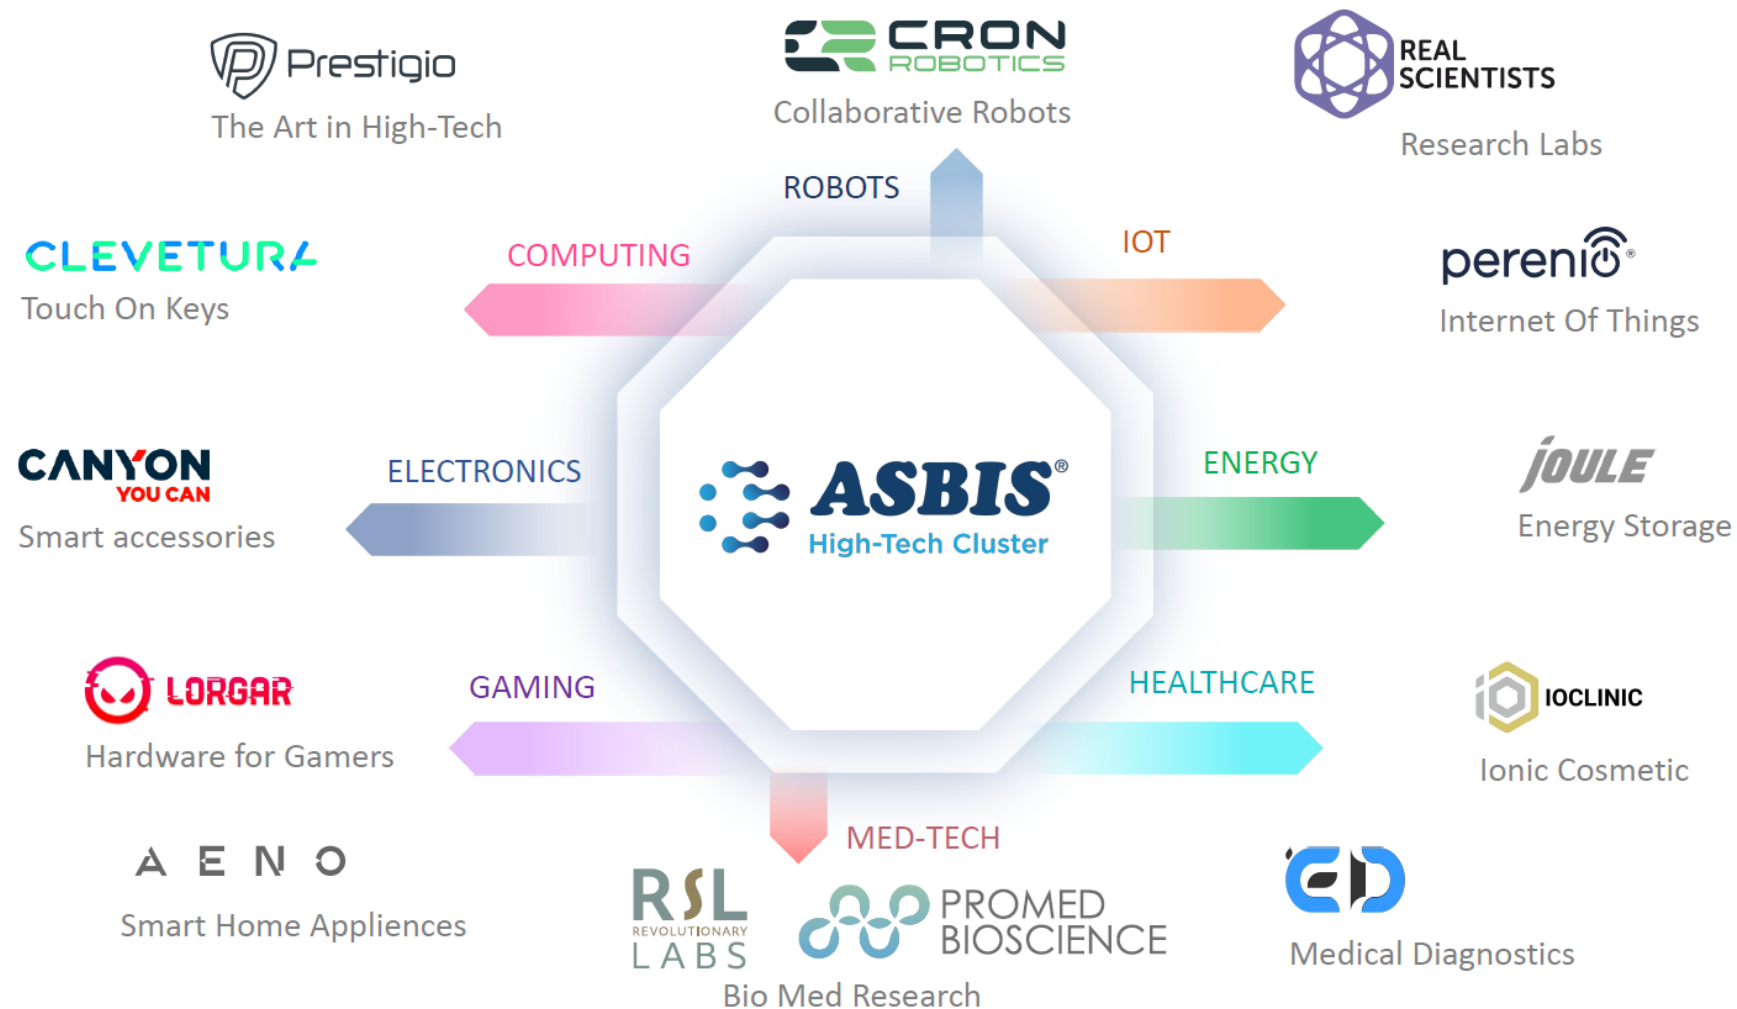 Prestigio
The Art in High-Tech
CRON
ROBOTICS
Collaborative Robots
REAL
SCIENTISTS
Research Labs
ROBOTS
CLEVETURA
Touch On Keys
COMPUTING
IOT
perenio®
Internet Of Things
CANYON
YOU CAN
Smart accessories
ELECTRONICS
ASBIS®
High-Tech Cluster
ENERGY
JOULE
Energy Storage
LORGAR
Hardware for Gamers
GAMING
HEALTHCARE
IOCLINIC
Ionic Cosmetic
AENO
Smart Home Appliences
MED-TECH
RSL
REVOLUTIONARY
LABS
PROMED
BIOSCIENCE
Bio Med Research
ED
Medical Diagnostics